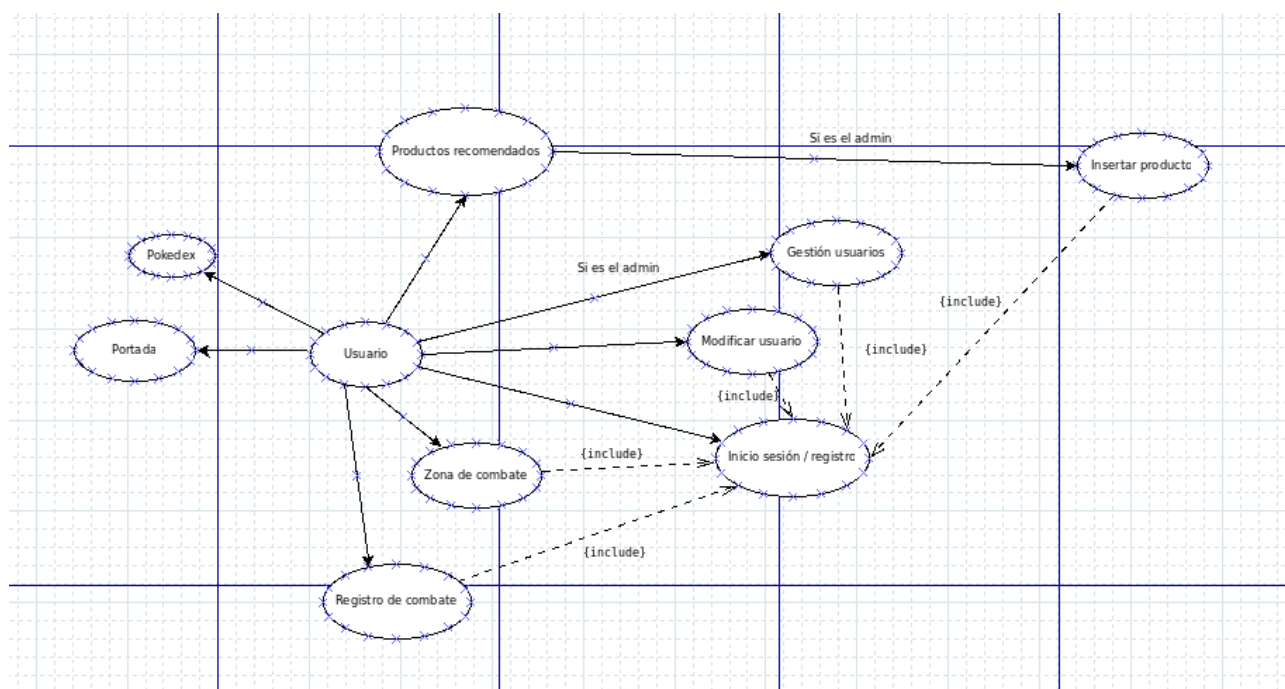 Si es el admin
Productos recomendados
Insertar producto
Pokedex
Gestión usuarios
Si es el admin
{include}
Portada
Usuario
Modificar usuario
{include}
{include}
Inicio sesión / registro
{include}
Zona de combate
{include}
Registro de combate